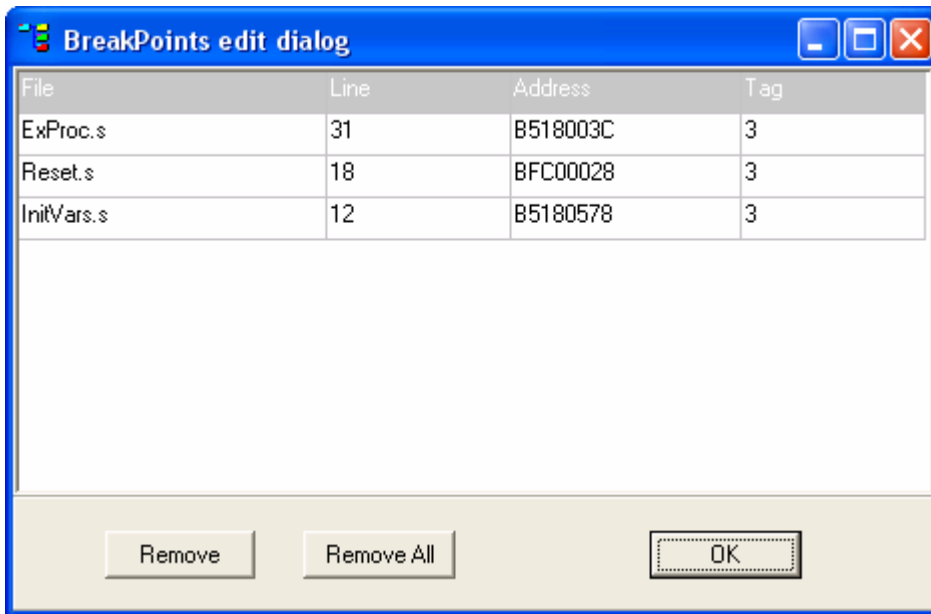 BreakPoints edit dialog
File Line Address Tag
ExProc.s 31 B518003C 3
Reset.s 18 BFC00028 3
InitVars.s 12 B5180578 3
Remove Remove All OK